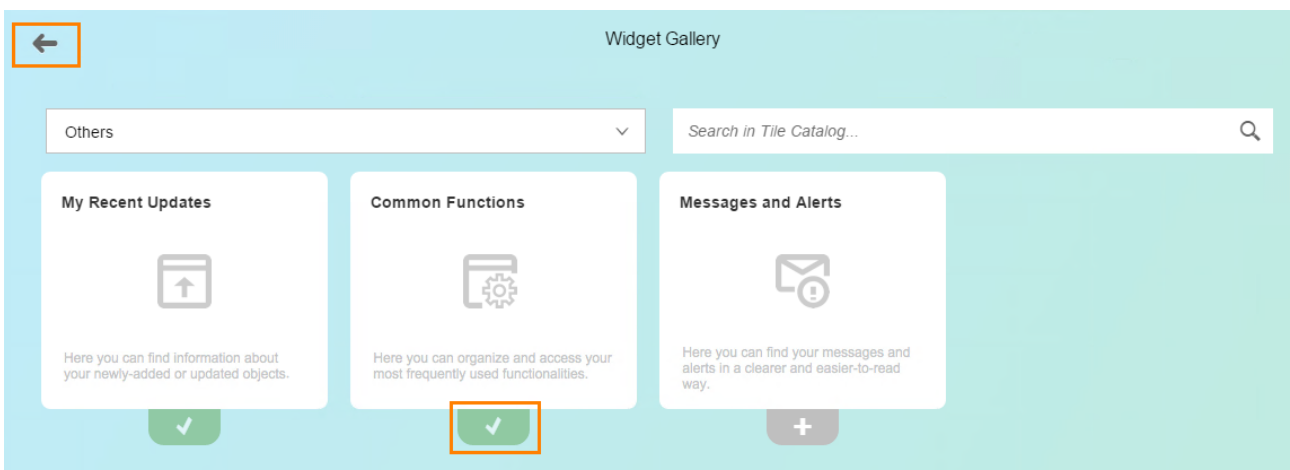 Widget Gallery
Others
Search in Tile Catalog...
My Recent Updates
Common Functions
Messages and Alerts
Here you can find information about
your newly-added or updated objects.
Here you can organize and access your
most frequently used functionalities.
Here you can find your messages and
alerts in a clearer and easier-to-read
way.